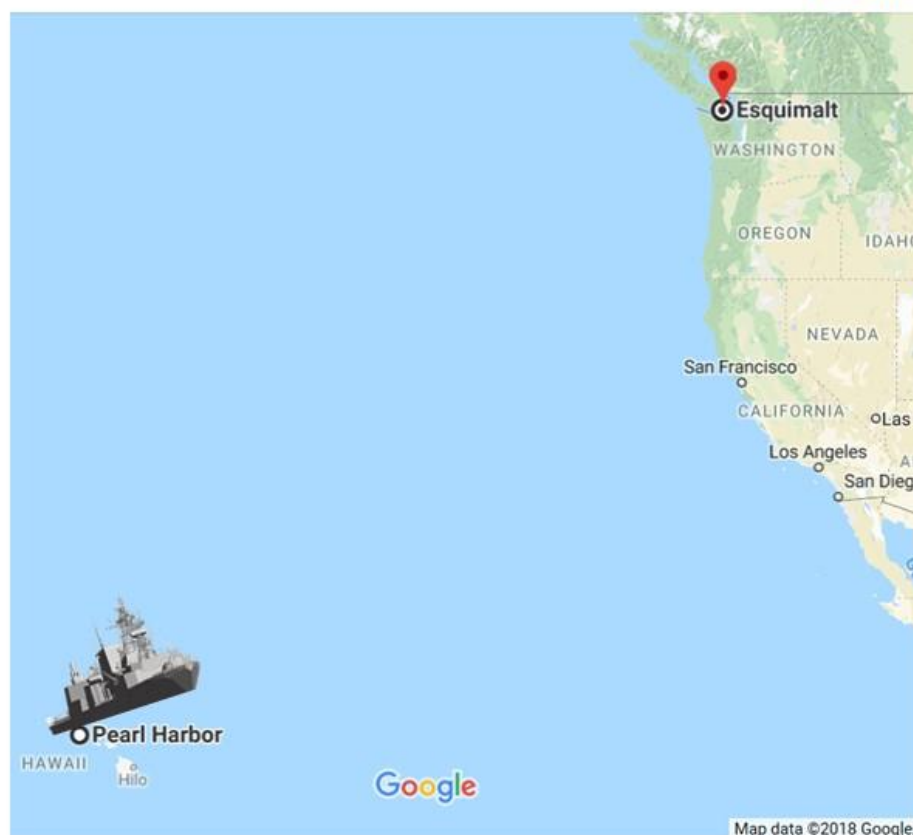 Esquimalt
WASHINGTON
OREGON
IDAHO
NEVADA
San Francisco
CALIFORNIA
Las
Los Angeles
A
San Dieg
Pearl Harbor
HAWAII
Hilo
Google
Map data ©2018 Google